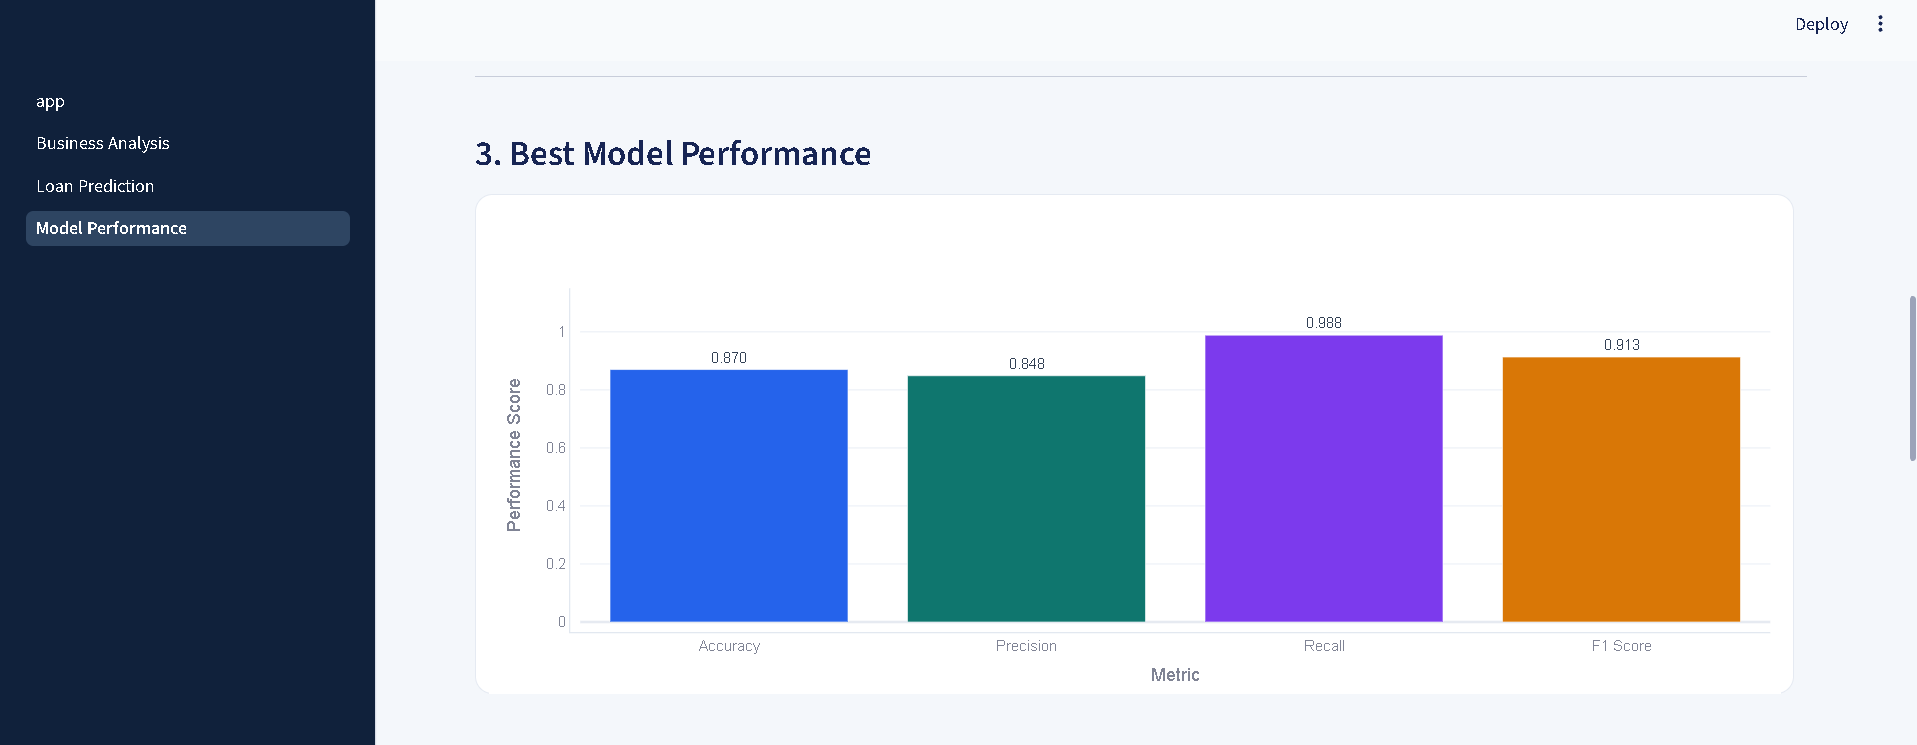 Deploy
app
Business Analysis
Loan Prediction
Model Performance
3. Best Model Performance
Performance Score
1
0.8
0.6
0.4
0.2
0
0.870
0.848
0.988
0.913
Accuracy
Precision
Recall
F1 Score
Metric